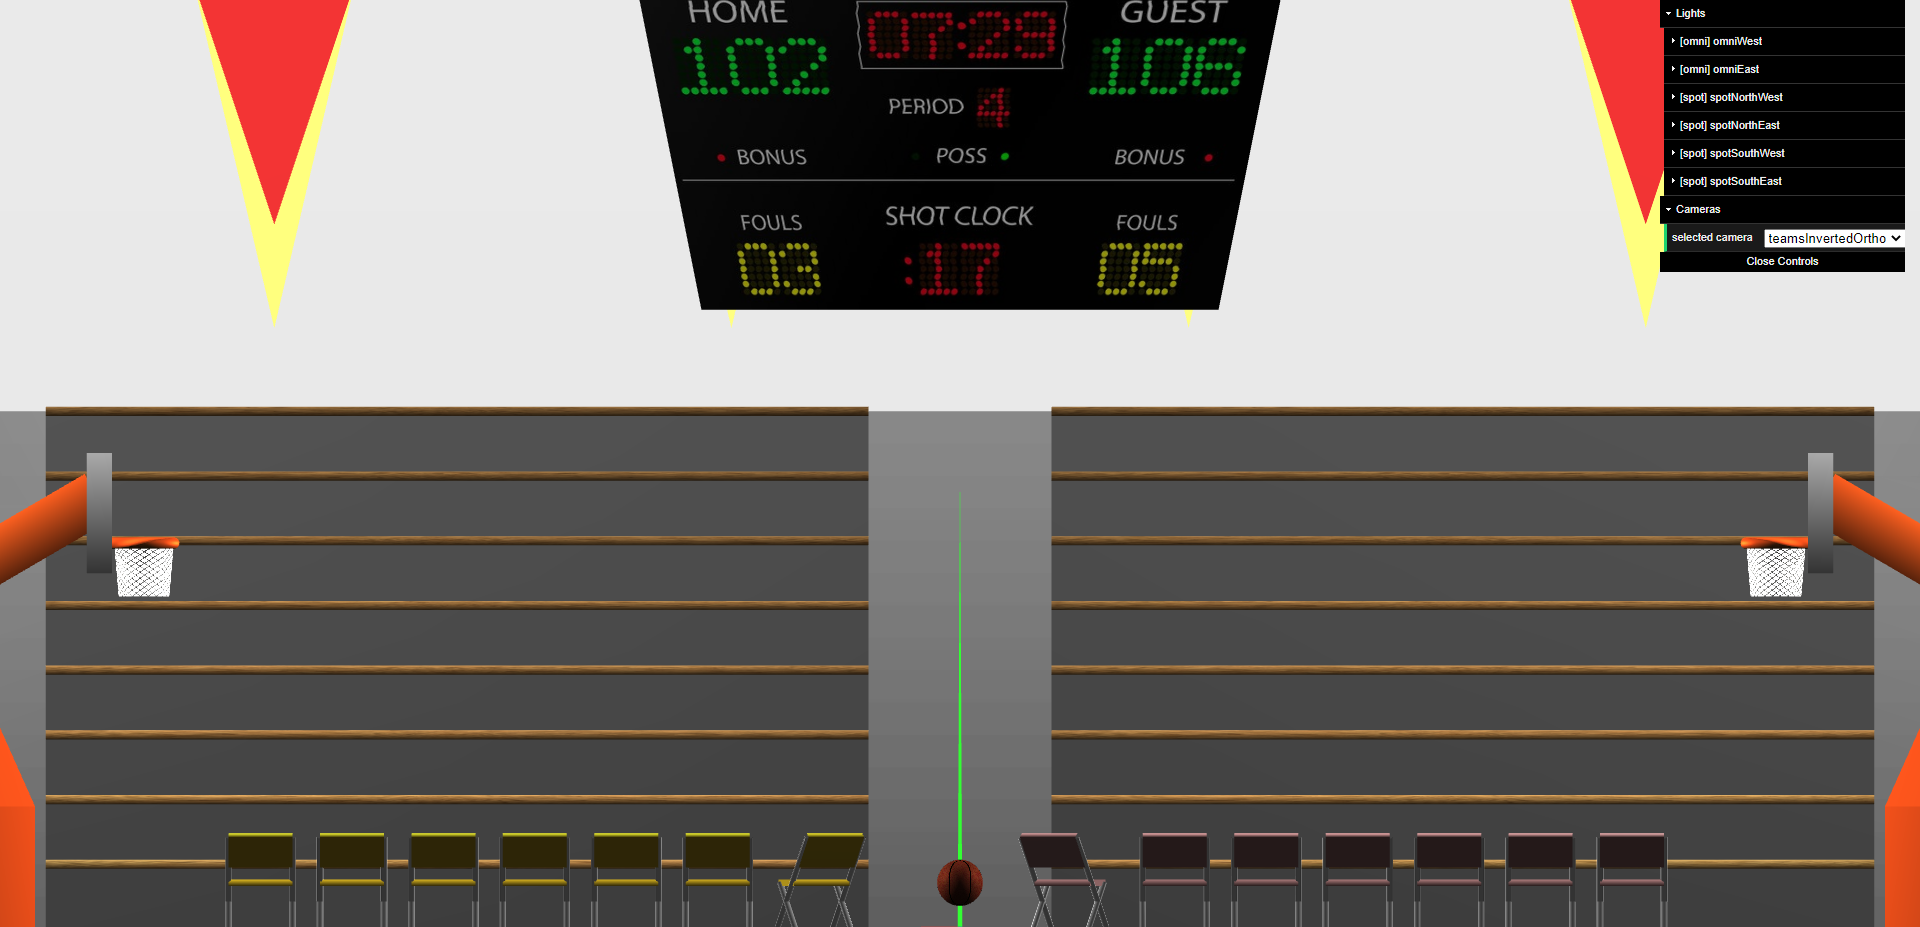 HOME
GUEST
07:29
102
106
PERIOD 4
BONUS
POSS
BONUS
FOULS
SHOT CLOCK
FOULS
03
:17
05
Lights
[omni] omniWest
[omni] omniEast
[spot] spotNorthWest
[spot] spotNorthEast
[spot] spotSouthWest
[spot] spotSouthEast
Cameras
selected camera teamsInvertedOrtho
Close Controls